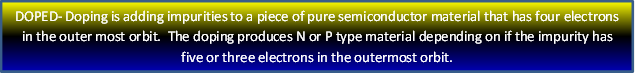 DOPED- Doping is adding impurities to a piece of pure semiconductor material that has four electrons
in the outer most orbit.  The doping produces N or P type material depending on if the impurity has
five or three electrons in the outermost orbit.